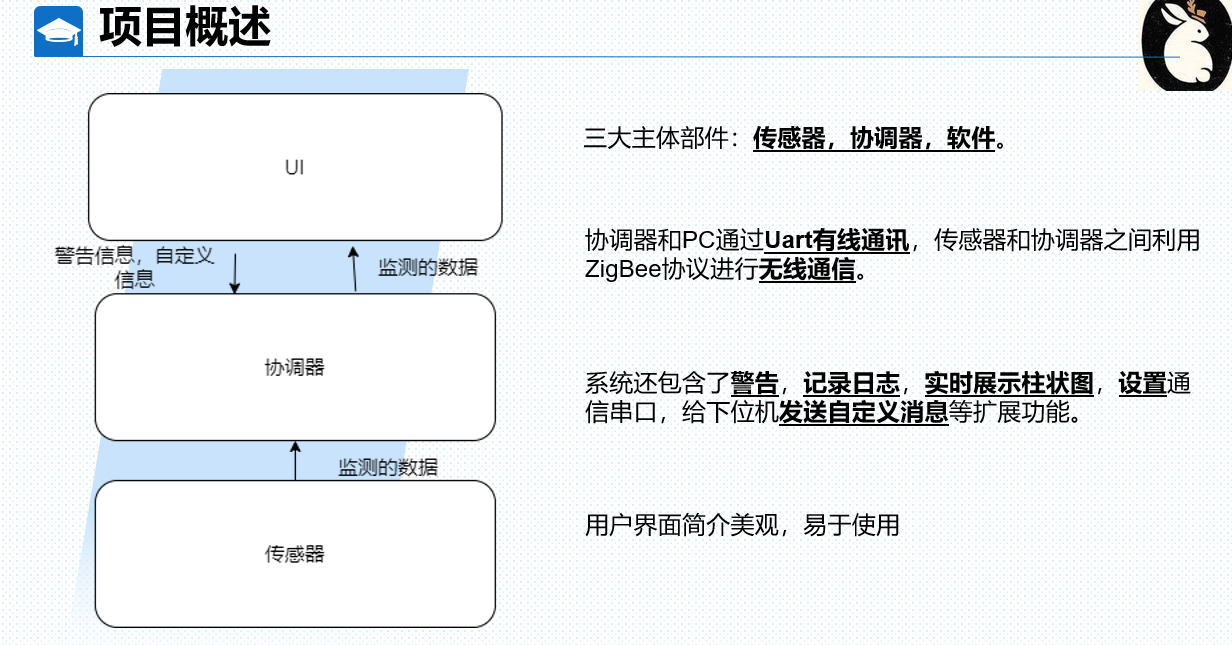 项目概述
UI
警告信息，自定义
信息
监测的数据
协调器
监测的数据
传感器
三大主体部件：传感器，协调器，软件。
协调器和PC通过Uart有线通讯，传感器和协调器之间利用
ZigBee协议进行无线通信。
系统还包含了警告，记录日志，实时展示柱状图，设置通
信串口，给下位机发送自定义消息等扩展功能。
用户界面简介美观，易于使用